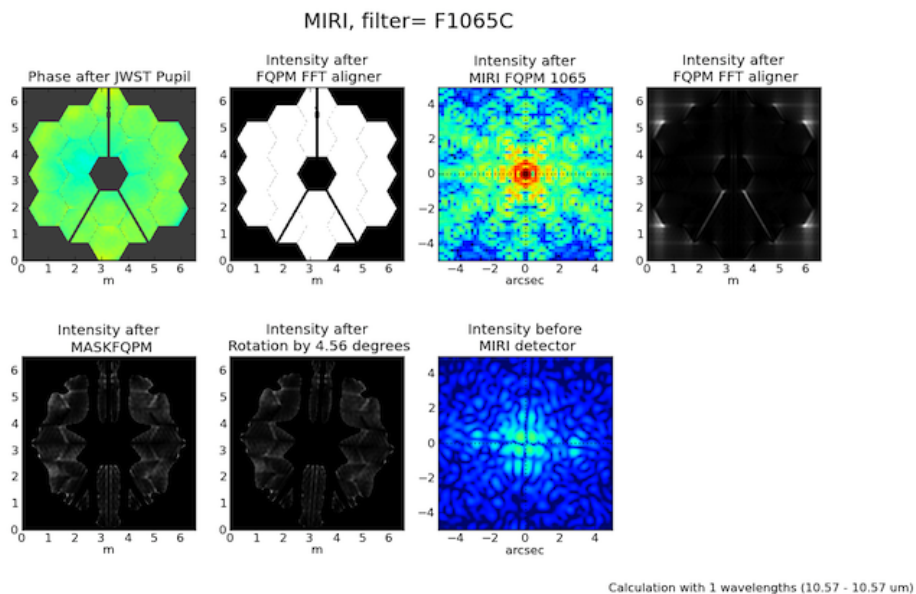 MIRI, filter= F1065C
Phase after JWST Pupil
Intensity after
FQPM FFT aligner
Intensity after
MIRI FQPM 1065
Intensity after
FQPM FFT aligner
6
5
4
3
2
1
0
0 1 2 3 4 5 6
m
6
5
4
3
2
1
0
0 1 2 3 4 5 6
m
4
2
0
−2
−4
−4 −2 0 2 4
arcsec
6
5
4
3
2
1
0
0 1 2 3 4 5 6
m
Intensity after
MASKFQPM
Intensity after
Rotation by 4.56 degrees
Intensity before
MIRI detector
6
5
4
3
2
1
0
0 1 2 3 4 5 6
m
6
5
4
3
2
1
0
0 1 2 3 4 5 6
m
4
2
0
−2
−4
−4 −2 0 2 4
arcsec
Calculation with 1 wavelengths (10.57 - 10.57 um)